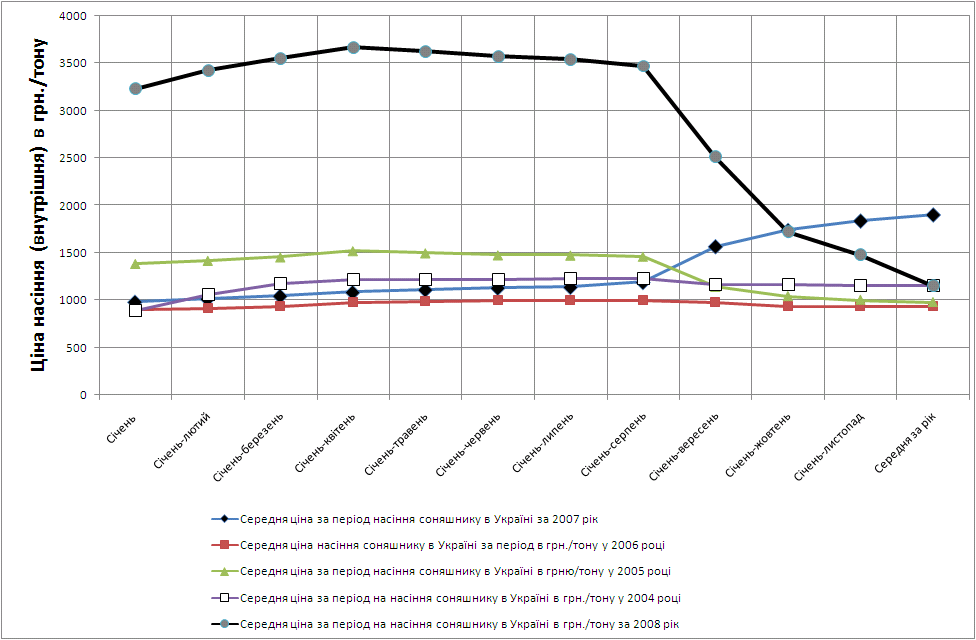 Ціна насіння (внутрішня) в грн./тону
4000
3500
3000
2500
2000
1500
1000
500
0
Січень
Січень-лютий
Січень-березень
Січень-квітень
Січень-травень
Січень-червень
Січень-липень
Січень-серпень
Січень-вересень
Січень-жовтень
Січень-листопад
Середня за рік
Середня ціна за період насіння соняшнику в Україні за 2007 рік
Середня ціна насіння соняшнику в Україні за період в грн./тону у 2006 році
Середня ціна за період насіння соняшнику в Україні в грню/тону у 2005 році
Середня ціна за період на насіння соняшнику в Україні в грн./тону у 2004 році
Середня ціна за період на насіння соняшнику в Україні в грн./тону за 2008 рік